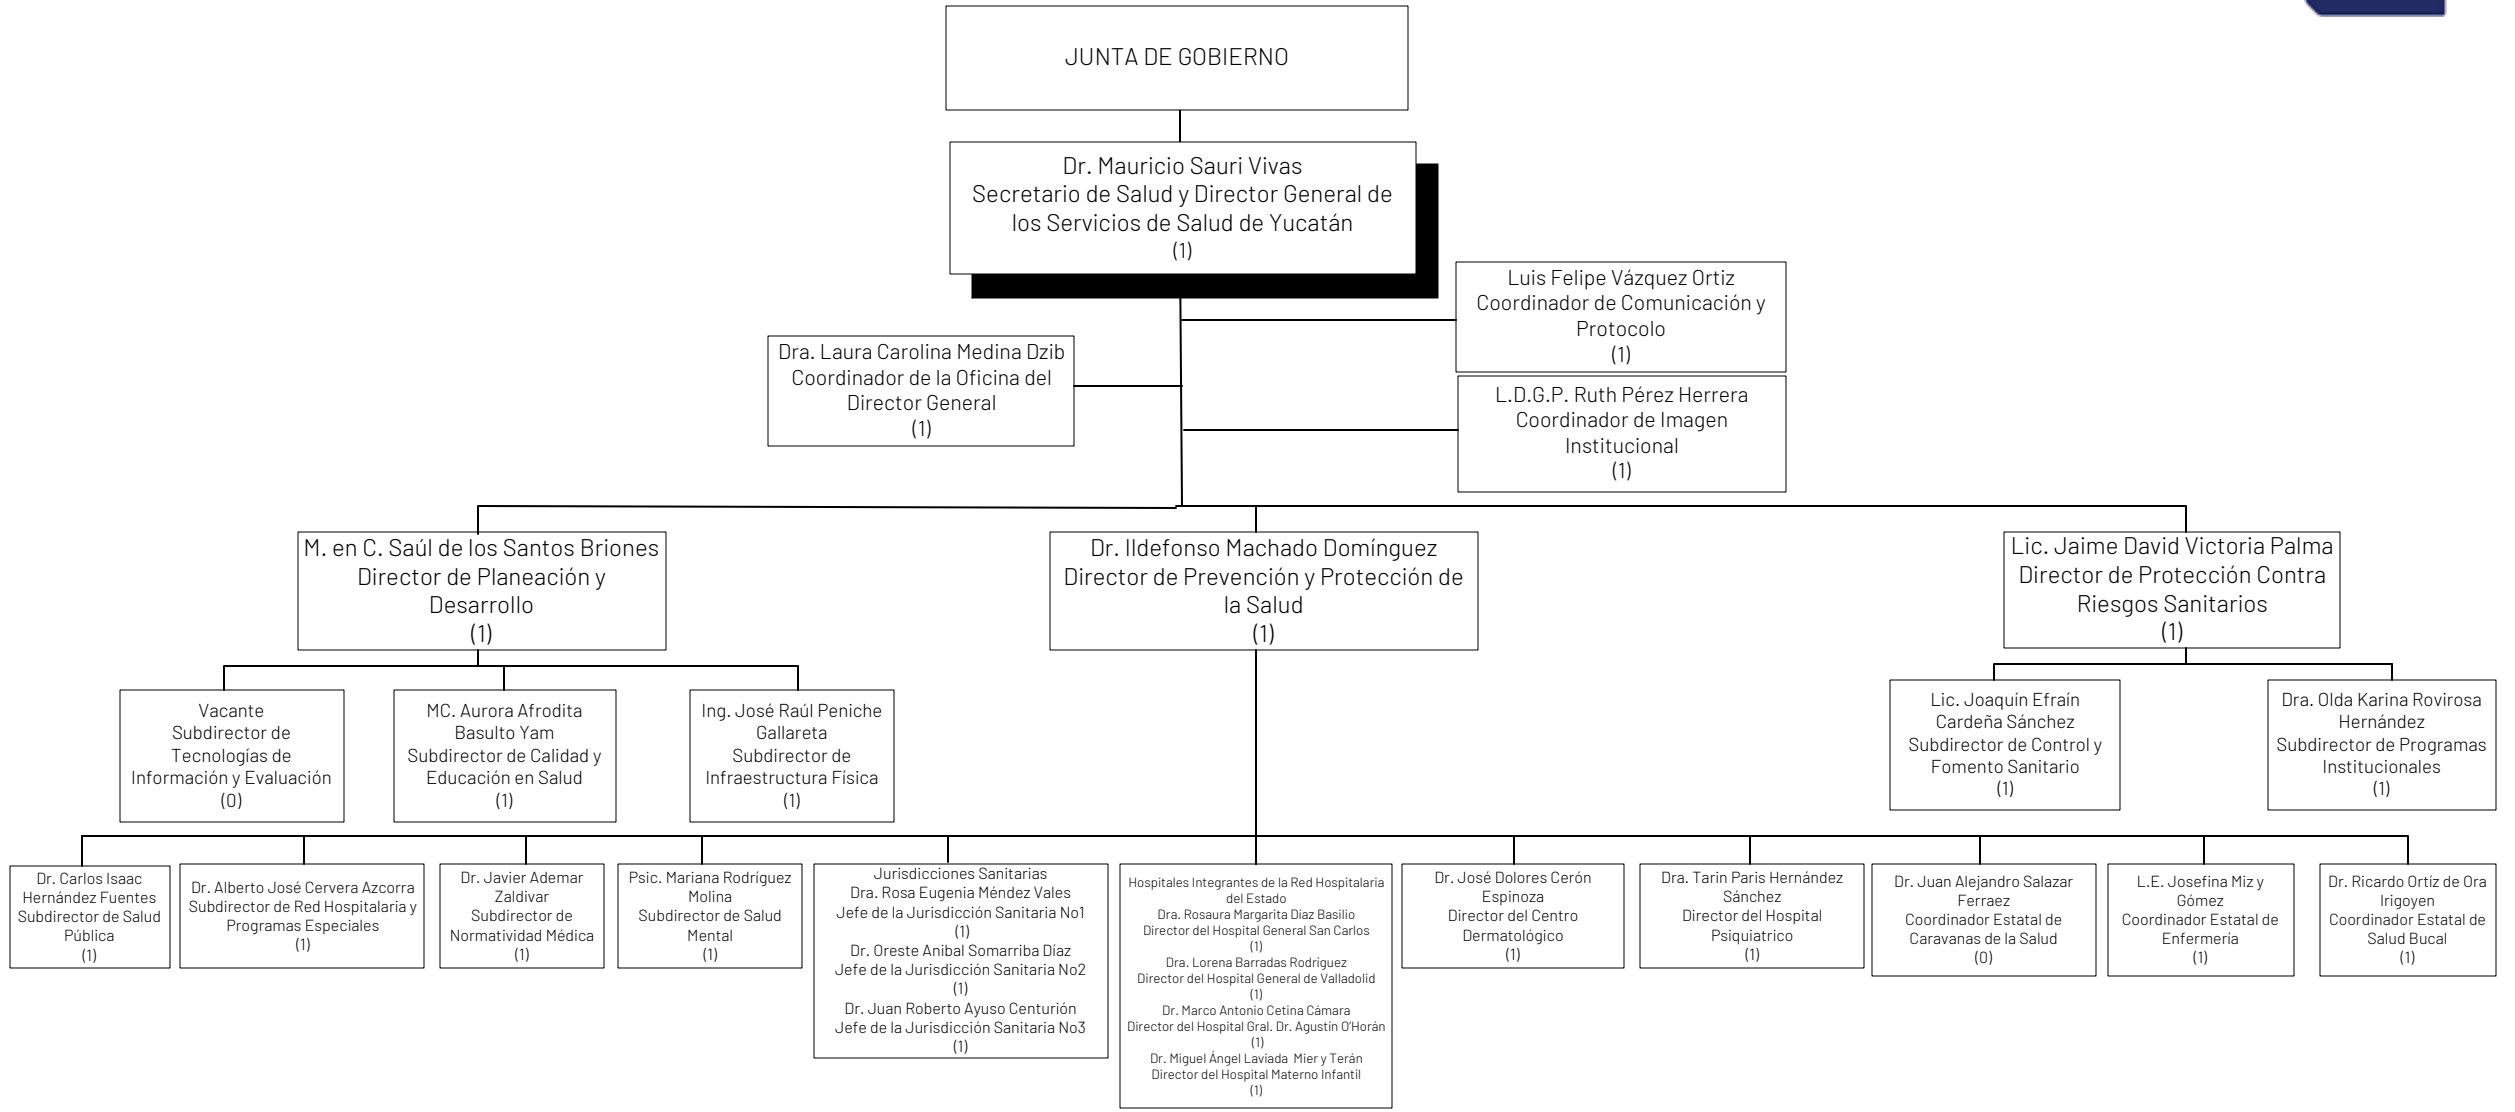 JUNTA DE GOBIERNO
Dr. Mauricio Sauri Vivas
Secretario de Salud y Director General de
los Servicios de Salud de Yucatán
(1)
Luis Felipe Vázquez Ortiz
Coordinador de Comunicación y
Protocolo
(1)
Dra. Laura Carolina Medina Dzib
Coordinador de la Oficina del
Director General
(1)
L.D.G.P. Ruth Pérez Herrera
Coordinador de Imagen
Institucional
(1)
M. en C. Saúl de los Santos Briones
Director de Planeación y
Desarrollo
(1)
Dr. Ildefonso Machado Domínguez
Director de Prevención y Protección de
la Salud
(1)
Lic. Jaime David Victoria Palma
Director de Protección Contra
Riesgos Sanitarios
(1)
Vacante
Subdirector de
Tecnologías de
Información y Evaluación
(0)
MC. Aurora Afrodita
Basulto Yam
Subdirector de Calidad y
Educación en Salud
(1)
Ing. José Raúl Peniche
Gallareta
Subdirector de
Infraestructura Física
(1)
Lic. Joaquín Efraín
Cardeña Sánchez
Subdirector de Control y
Fomento Sanitario
(1)
Dra. Olda Karina Rovirosa
Hernández
Subdirector de Programas
Institucionales
(1)
Dr. Carlos Isaac
Hernández Fuentes
Subdirector de Salud
Pública
(1)
Dr. Alberto José Cervera Azcorra
Subdirector de Red Hospitalaria y
Programas Especiales
(1)
Dr. Javier Ademar
Zaldivar
Subdirector de
Normatividad Médica
(1)
Psic. Mariana Rodríguez
Molina
Subdirector de Salud
Mental
(1)
Jurisdicciones Sanitarias
Dra. Rosa Eugenia Méndez Vales
Jefe de la Jurisdicción Sanitaria No1
(1)
Dr. Oreste Anibal Somarriba Díaz
Jefe de la Jurisdicción Sanitaria No2
(1)
Dr. Juan Roberto Ayuso Centurión
Jefe de la Jurisdicción Sanitaria No3
(1)
Hospitales Integrantes de la Red Hospitalaria
del Estado
Dra. Rosaura Margarita Díaz Basilio
Director del Hospital General San Carlos
(1)
Dra. Lorena Barradas Rodríguez
Director del Hospital General de Valladolid
(1)
Dr. Marco Antonio Cetina Cámara
Director del Hospital Gral. Dr. Agustín O'Horán
(1)
Dr. Miguel Ángel Laviada Mier y Terán
Director del Hospital Materno Infantil
(1)
Dr. José Dolores Cerón
Espinoza
Director del Centro
Dermatológico
(1)
Dra. Tarin Paris Hernández
Sánchez
Director del Hospital
Psiquiatrico
(1)
Dr. Juan Alejandro Salazar
Ferraez
Coordinador Estatal de
Caravanas de la Salud
(0)
L.E. Josefina Miz y
Gómez
Coordinador Estatal de
Enfermería
(1)
Dr. Ricardo Ortíz de Ora
Irigoyen
Coordinador Estatal de
Salud Bucal
(1)